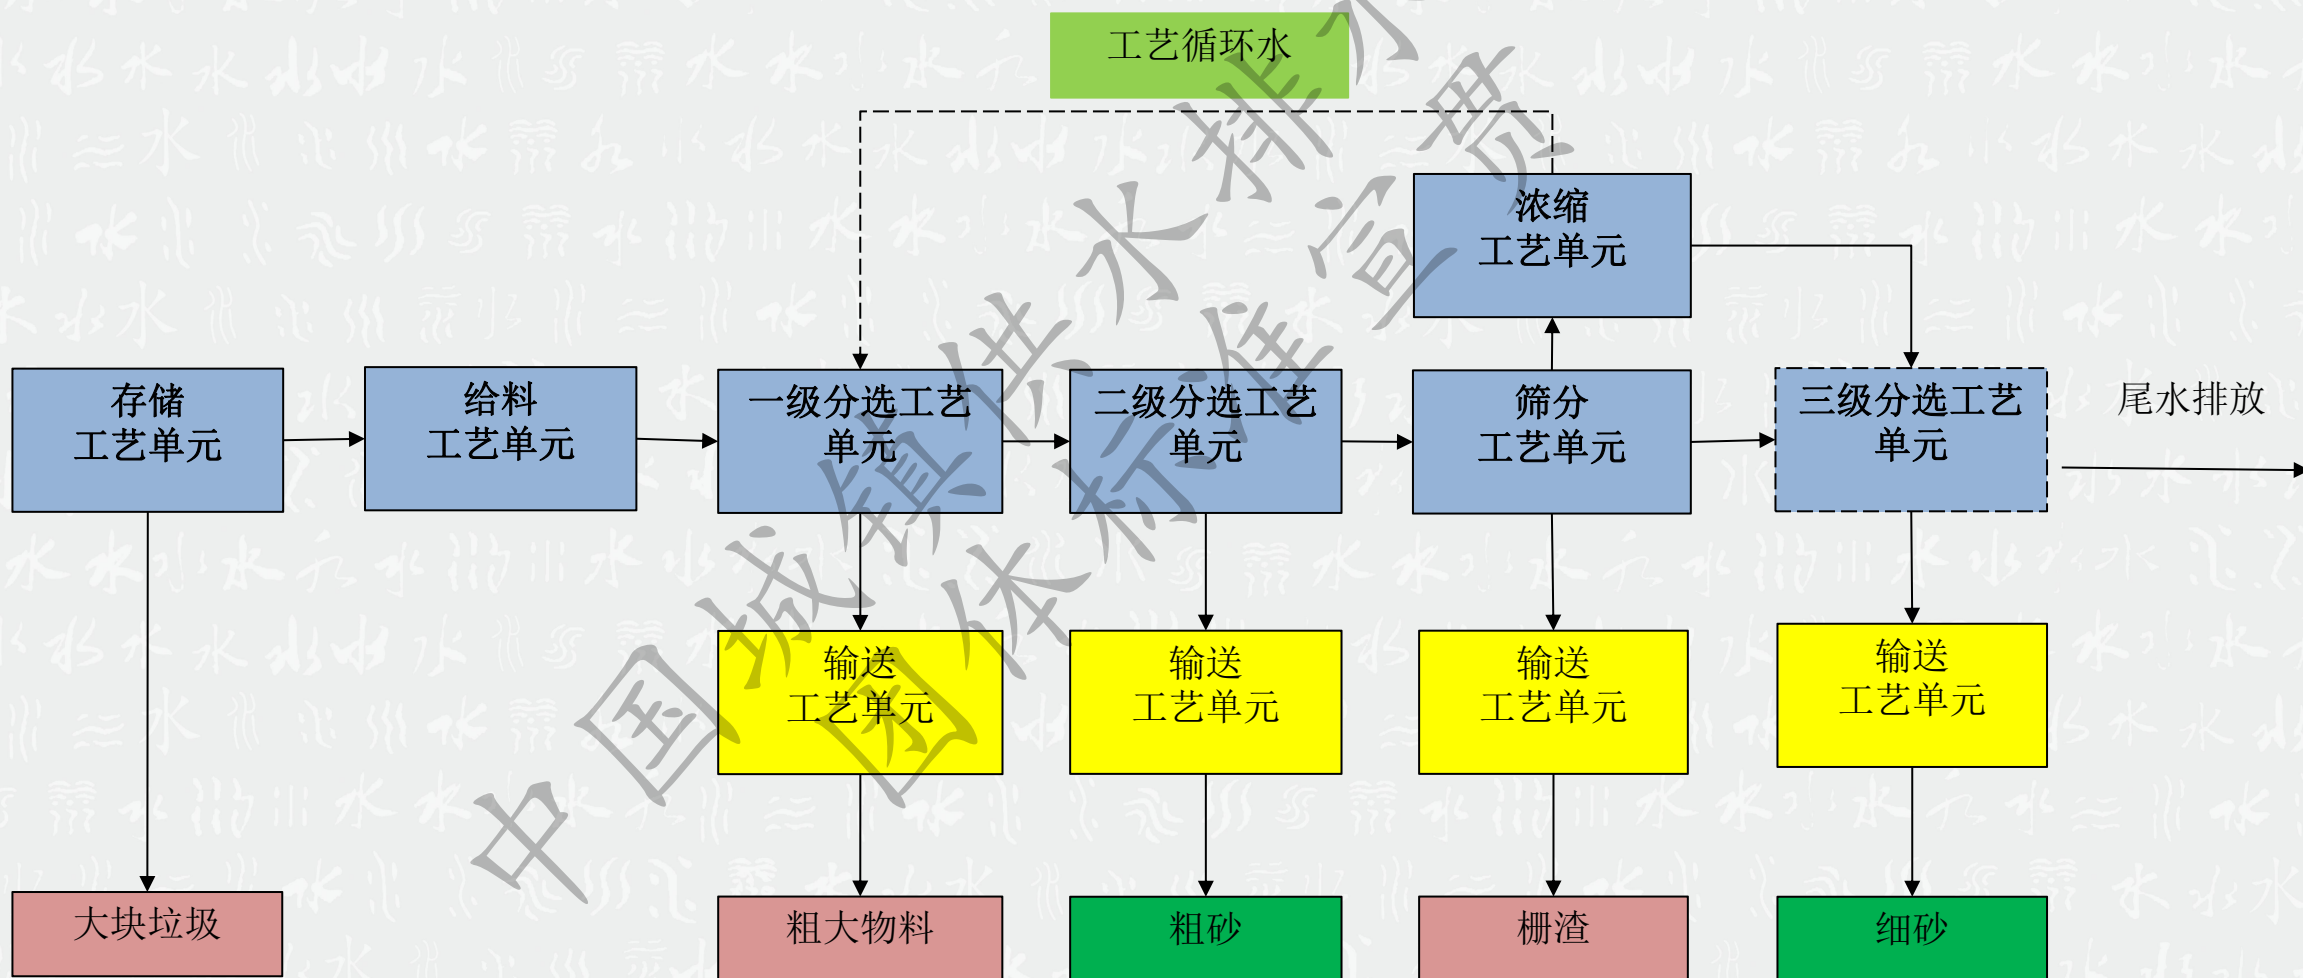 工艺循环水
浓缩
工艺单元
存储
工艺单元
给料
工艺单元
一级分选工艺
单元
二级分选工艺
单元
筛分
工艺单元
三级分选工艺
单元
尾水排放
输送
工艺单元
输送
工艺单元
输送
工艺单元
输送
工艺单元
大块垃圾
粗大物料
粗砂
栅渣
细砂
中国城镇供水排水
团体标准宣贯